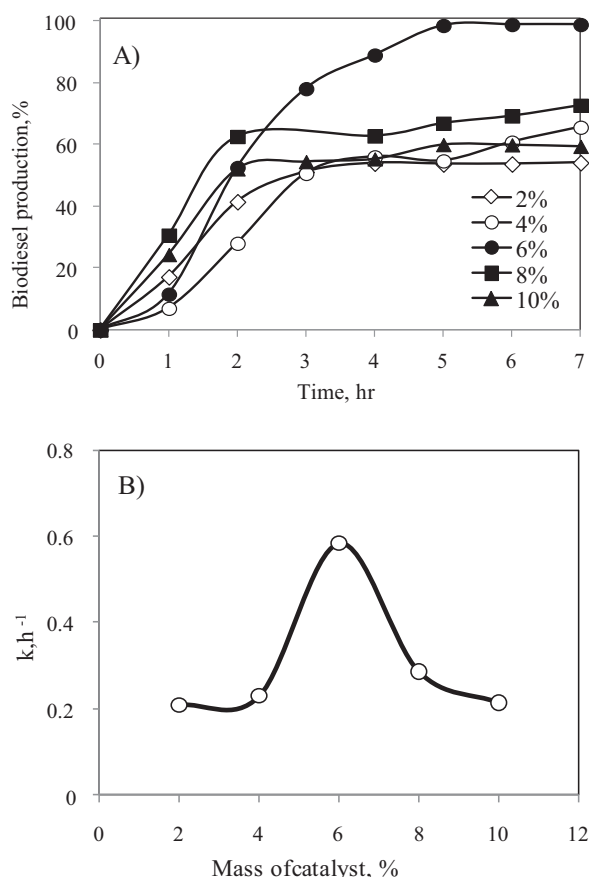 A)
Biodiesel production,%
100
80
60
40
20
0
2%
4%
6%
8%
10%
0 1 2 3 4 5 6 7
Time, hr
B)
k,h -1
0.8
0.6
0.4
0.2
0
0 2 4 6 8 10 12
Mass ofcatalyst, %